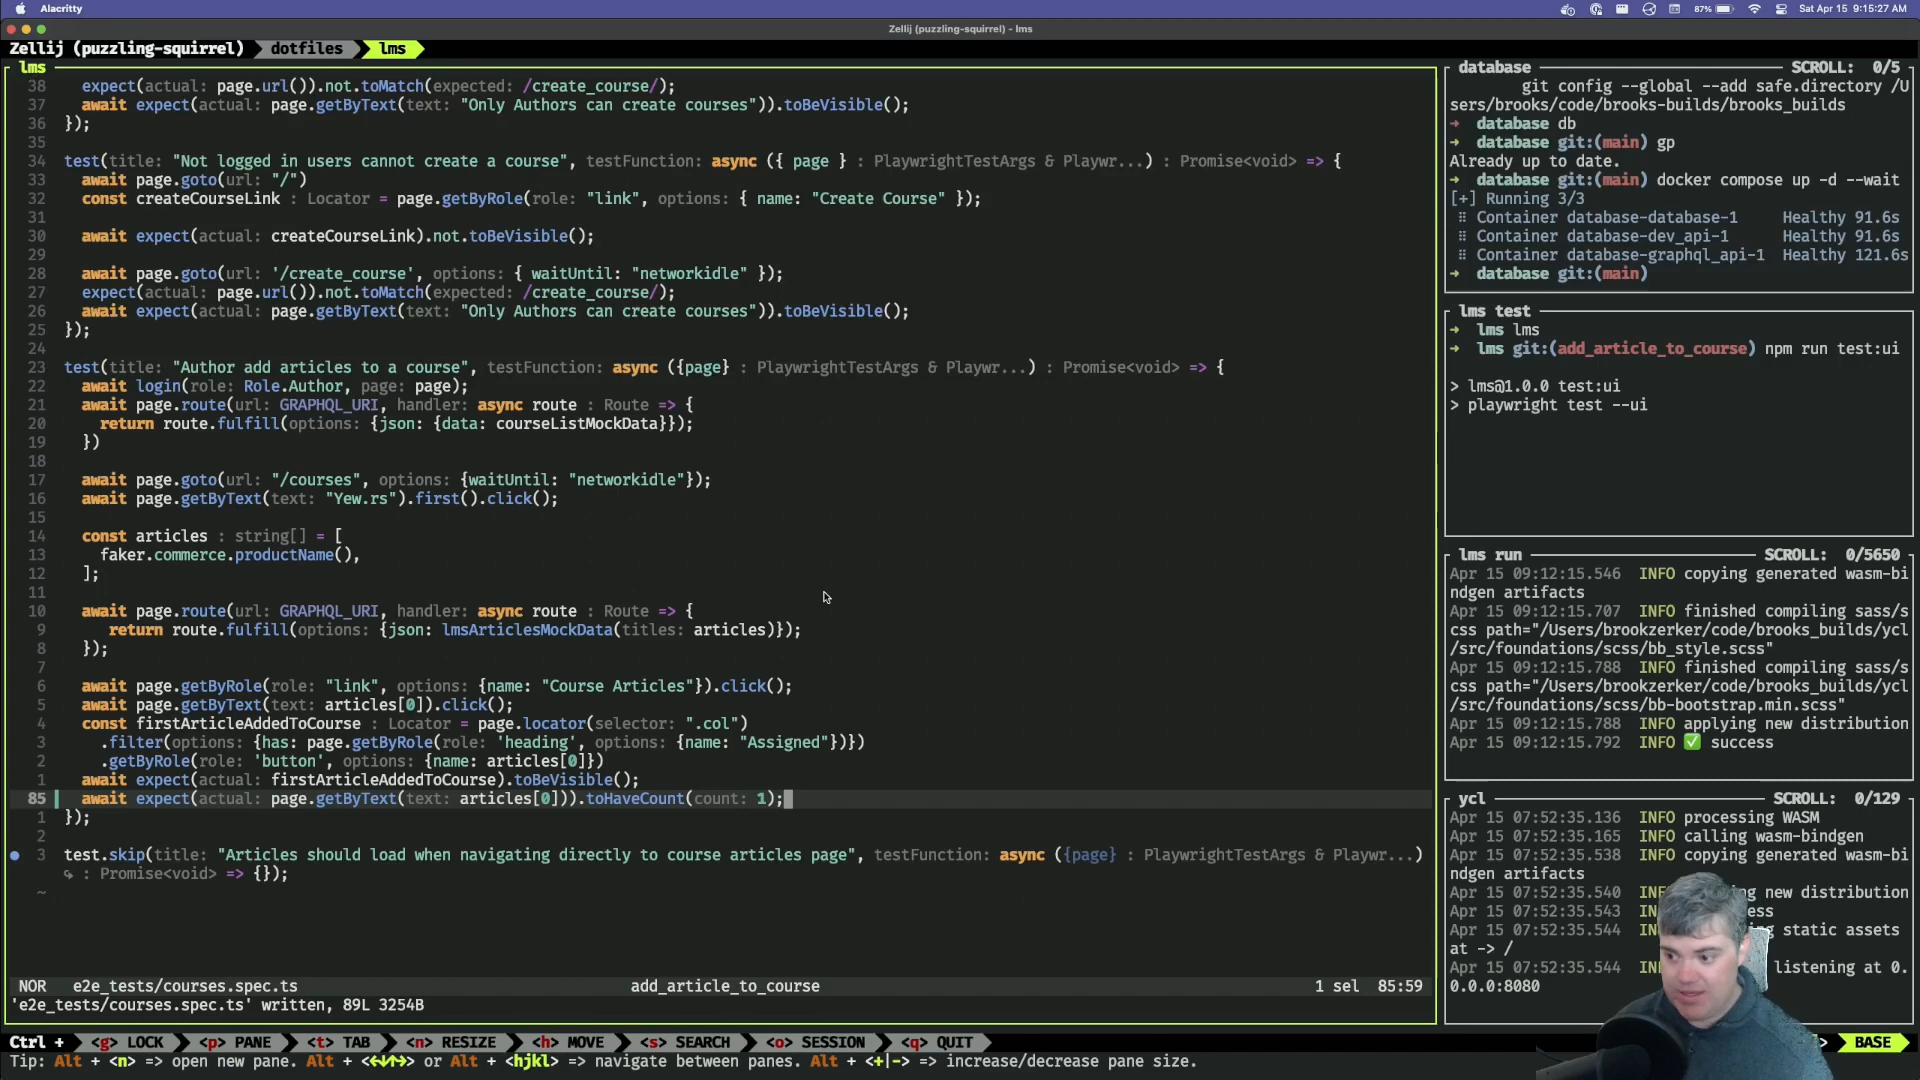 Alacritty
87%
Sat Apr 15 9:15:27 AM
Zellij (puzzling-squirrel) - lms
Zellij (puzzling-squirrel) dotfiles lms
lms
38 expect(actual: page.url()).not.toMatch(expected: /create_course/);
37 await expect(actual: page.getByText(text: "Only Authors can create courses")).toBeVisible();
36 });
35
34 test(title: "Not logged in users cannot create a course", testFunction: async ({ page } : PlaywrightTestArgs & Playwr...) : Promise<void> => {
33 await page.goto(url: "/")
32 const createCourseLink : Locator = page.getByRole(role: "link", options: { name: "Create Course" });
31
30 await expect(actual: createCourseLink).not.toBeVisible();
29
28 await page.goto(url: '/create_course', options: { waitUntil: "networkidle" });
27 expect(actual: page.url()).not.toMatch(expected: /create_course/);
26 await expect(actual: page.getByText(text: "Only Authors can create courses")).toBeVisible();
25 });
24
23 test(title: "Author add articles to a course", testFunction: async ({page} : PlaywrightTestArgs & Playwr...) : Promise<void> => {
22 await login(role: Role.Author, page: page);
21 await page.route(url: GRAPHQL_URI, handler: async route : Route => {
20 return route.fulfill(options: {json: {data: courseListMockData}});
19 })
18
17 await page.goto(url: "/courses", options: {waitUntil: "networkidle"});
16 await page.getByText(text: "Yew.rs").first().click();
15
14 const articles : string[] = [
13 faker.commerce.productName(),
12 ];
11
10 await page.route(url: GRAPHQL_URI, handler: async route : Route => {
9 return route.fulfill(options: {json: lmsArticlesMockData(titles: articles)});
8 });
7
6 await page.getByRole(role: "link", options: {name: "Course Articles"}).click();
5 await page.getByText(text: articles[0]).click();
4 const firstArticleAddedToCourse : Locator = page.locator(selector: ".col")
3 .filter(options: {has: page.getByRole(role: 'heading', options: {name: "Assigned"})})
2 .getByRole(role: 'button', options: {name: articles[0]})
1 await expect(actual: firstArticleAddedToCourse).toBeVisible();
85 await expect(actual: page.getByText(text: articles[0])).toHaveCount(count: 1);
1 });
2
3 test.skip(title: "Articles should load when navigating directly to course articles page", testFunction: async ({page} : PlaywrightTestArgs & Playwr...)
↪ : Promise<void> => {});
~
NOR e2e_tests/courses.spec.ts add_article_to_course 1 sel 85:59
'e2e_tests/courses.spec.ts' written, 89L 3254B
database SCROLL: 0/5
git config --global --add safe.directory /U
sers/brooks/code/brooks-builds/brooks_builds
➜ database db
➜ database git:(main) gp
Already up to date.
➜ database git:(main) docker compose up -d --wait
[+] Running 3/3
⠿ Container database-database-1 Healthy 91.6s
⠿ Container database-dev_api-1 Healthy 91.6s
⠿ Container database-graphql_api-1 Healthy 121.6s
➜ database git:(main)
lms test
➜ lms lms
➜ lms git:(add_article_to_course) npm run test:ui
> lms@1.0.0 test:ui
> playwright test --ui
lms run SCROLL: 0/5650
Apr 15 09:12:15.546 INFO copying generated wasm-bi
ndgen artifacts
Apr 15 09:12:15.707 INFO finished compiling sass/s
css path="/Users/brookzerker/code/brooks_builds/ycl
/src/foundations/scss/bb_style.scss"
Apr 15 09:12:15.788 INFO finished compiling sass/s
css path="/Users/brookzerker/code/brooks_builds/ycl
/src/foundations/scss/bb-bootstrap.min.scss"
Apr 15 09:12:15.788 INFO applying new distribution
Apr 15 09:12:15.792 INFO ✅ success
ycl SCROLL: 0/129
Apr 15 07:52:35.136 INFO processing WASM
Apr 15 07:52:35.165 INFO calling wasm-bindgen
Apr 15 07:52:35.538 INFO copying generated wasm-bi
ndgen artifacts
Apr 15 07:52:35.540 new distribution
Apr 15 07:52:35.543
Apr 15 07:52:35.544 static assets
at -> /
Apr 15 07:52:35.544 listening at 0.
0.0.0:8080
Ctrl + <g> LOCK <p> PANE <t> TAB <n> RESIZE <h> MOVE <s> SEARCH <o> SESSION <q> QUIT BASE
Tip: Alt + <n> => open new pane. Alt + <←↓↑→> or Alt + <hjkl> => navigate between panes. Alt + <+|-> => increase/decrease pane size.